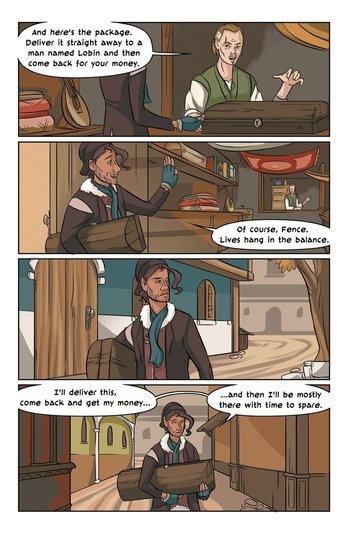 And here's the package.
Deliver it straight away to a
man named Lobin and then
come back for your money.
Of course, Fence.
Lives hang in the balance.
I'll deliver this,
come back and get my money...
...and then I'll be mostly
there with time to spare.